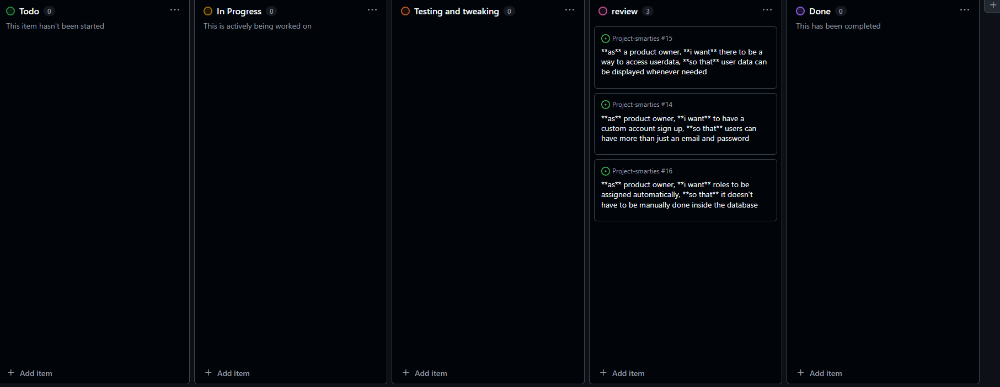 Todo 0
This item hasn't been started
In Progress 0
This is actively being worked on
Testing and tweaking 0
review 3
Project-smarties #15
**as** a product owner, **i want** there to be a
way to access userdata, **so that** user data can
be displayed whenever needed
Project-smarties #14
**as** product owner, **i want** to have a
custom account sign up, **so that** users can
have more than just an email and password
Project-smarties #16
**as** product owner, **i want** roles to be
assigned automatically, **so that** it doesn't
have to be manually done inside the database
Done 0
This has been completed
+ Add item
+ Add item
+ Add item
+ Add item
+ Add item